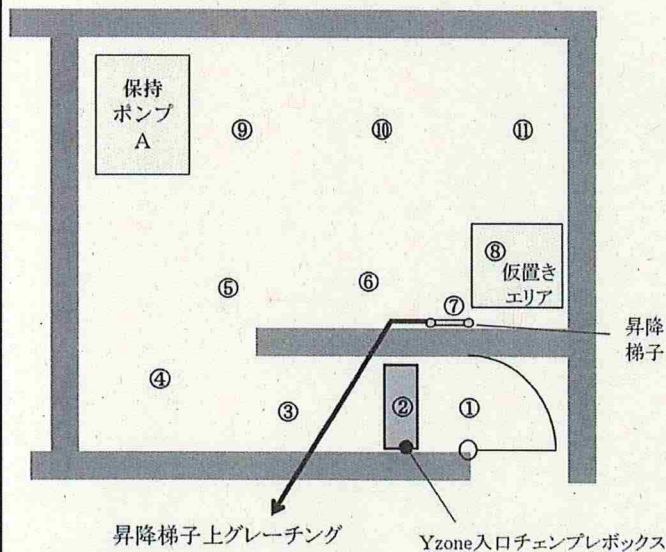 保持
ポンプ
A
⑨
⑩
⑪
⑧
仮置き
エリア
⑤
⑥
⑦
昇降
梯子
④
③
②
①
昇降梯子上グレーチング
Yzone入口チェンプレボックス